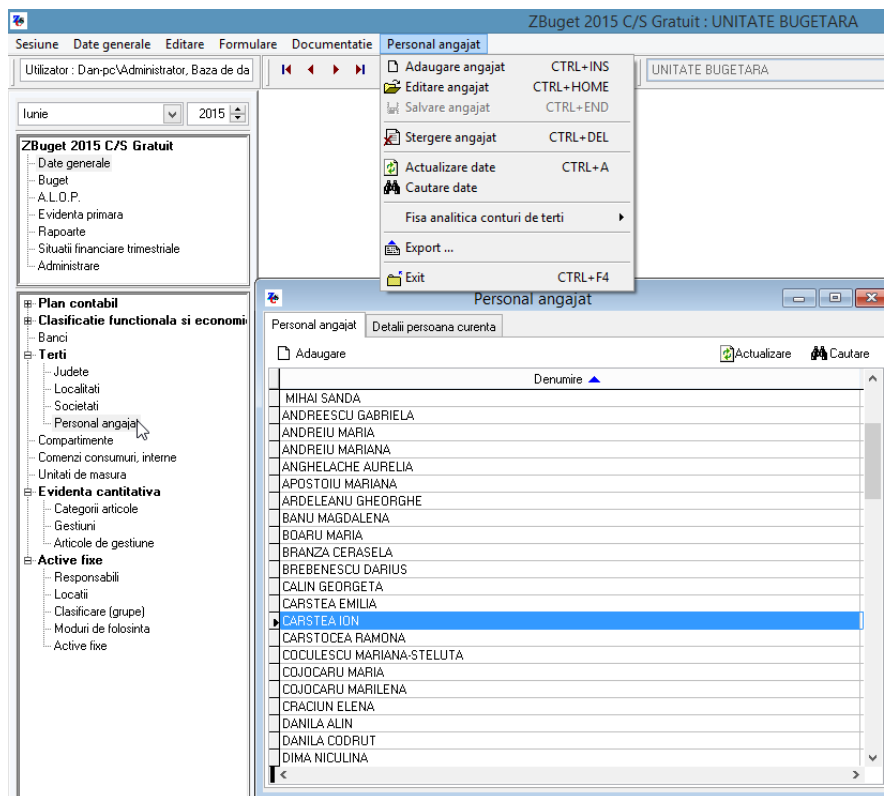 ZBuget 2015 C/S Gratuit : UNITATE BUGETARA
Sesiune Date generale Editare Formulare Documentatie Personal angajat
Utilizator : Dan-pc\Administrator, Baza de da
UNITATE BUGETARA
Adaugare angajat CTRL+INS
Editare angajat CTRL+HOME
Salvare angajat CTRL+END
Stergere angajat CTRL+DEL
Actualizare date CTRL+A
Cautare date
Fisa analitica conturi de terti
Export ...
Exit CTRL+F4
Iunie 2015
ZBuget 2015 C/S Gratuit
Date generale
Buget
A.L.O.P.
Evidenta primara
Rapoarte
Situatii financiare trimestriale
Administrare
Plan contabil
Clasificatie functionala si economi
Banci
Terti
Judete
Localitati
Societati
Personal angajat
Compartimente
Comenzi consumuri, interne
Unitati de masura
Evidenta cantitativa
Categorii articole
Gestiuni
Articole de gestiune
Active fixe
Responsabili
Locatii
Clasificare (grupe)
Moduri de folosinta
Active fixe
Personal angajat
Personal angajat Detalii persoana curenta
Adaugare Actualizare Cautare
Denumire
MIHAI SANDA
ANDREESCU GABRIELA
ANDREIU MARIA
ANDREIU MARIANA
ANGHELACHE AURELIA
APOSTOIU MARIANA
ARDELEANU GHEORGHE
BANU MAGDALENA
BOARU MARIA
BRANZA CERASELA
BREBENESCU DARIUS
CALIN GEORGETA
CARSTEA EMILIA
CARSTEA ION
CARSTOCEA RAMONA
COCULESCU MARIANA-STELUTA
COJOCARU MARIA
COJOCARU MARILENA
CRACIUN ELENA
DANILA ALIN
DANILA CODRUT
DIMA NICULINA